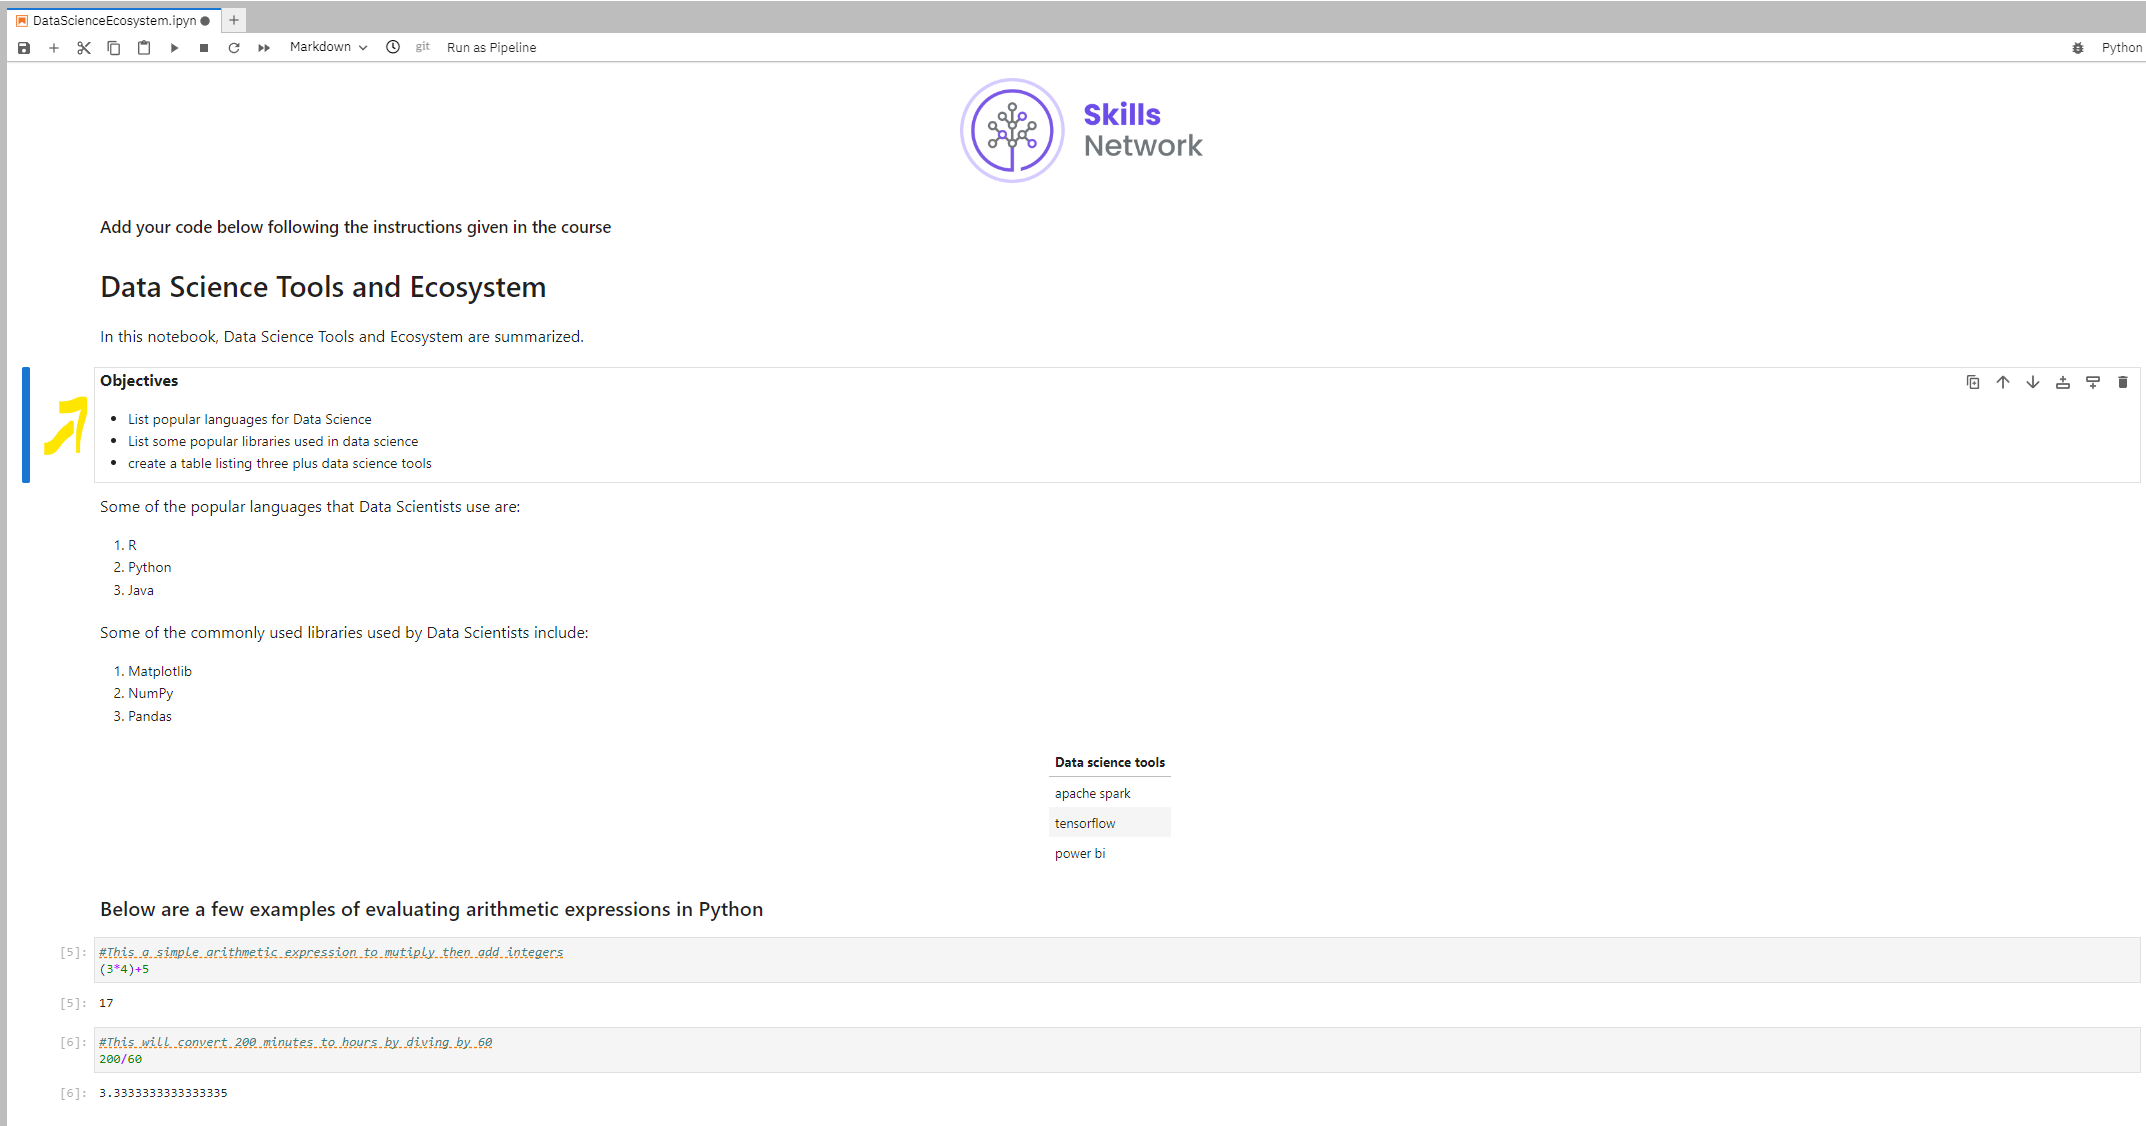 DataScienceEcosystem.ipyn
Markdown git Run as Pipeline Python
Skills
Network
Add your code below following the instructions given in the course
Data Science Tools and Ecosystem
In this notebook, Data Science Tools and Ecosystem are summarized.
Objectives
• List popular languages for Data Science
• List some popular libraries used in data science
• create a table listing three plus data science tools
Some of the popular languages that Data Scientists use are:
1. R
2. Python
3. Java
Some of the commonly used libraries used by Data Scientists include:
1. Matplotlib
2. NumPy
3. Pandas
Data science tools
apache spark
tensorflow
power bi
Below are a few examples of evaluating arithmetic expressions in Python
[5]: #This a simple arithmetic expression to mutiply then add integers
(3*4)+5
[5]: 17
[6]: #This will convert 200 minutes to hours by diving by 60
200/60
[6]: 3.3333333333333335